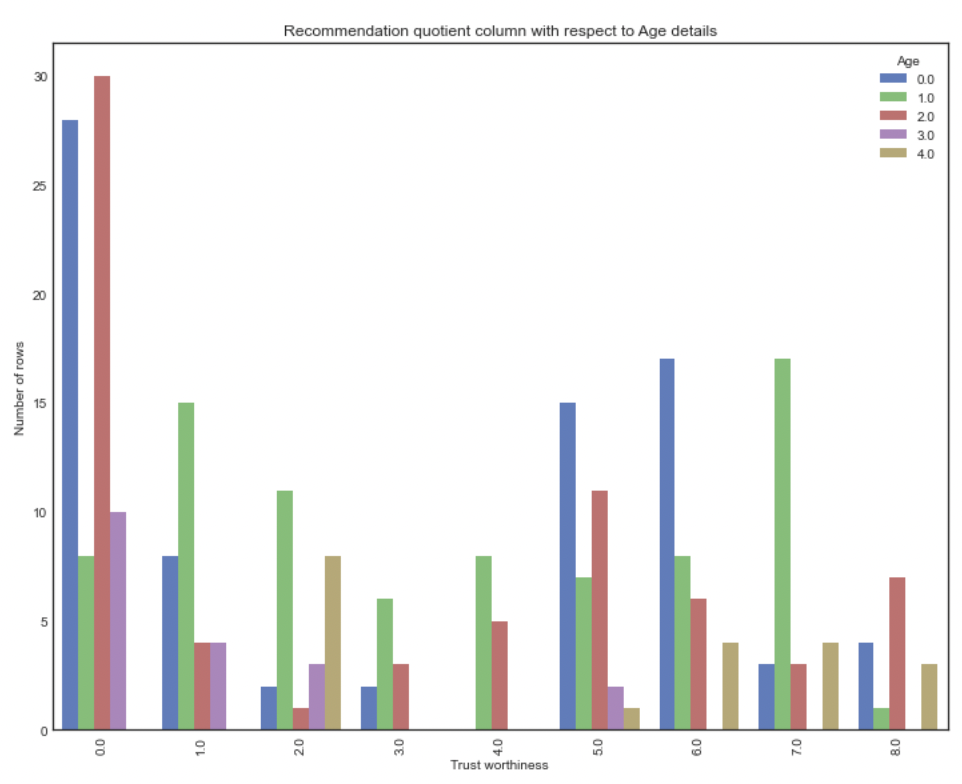 Recommendation quotient column with respect to Age details
Age
0.0
1.0
2.0
3.0
4.0
30
25
20
15
10
5
0
Number of rows
0.0 1.0 2.0 3.0 4.0 5.0 6.0 7.0 8.0
Trust worthiness